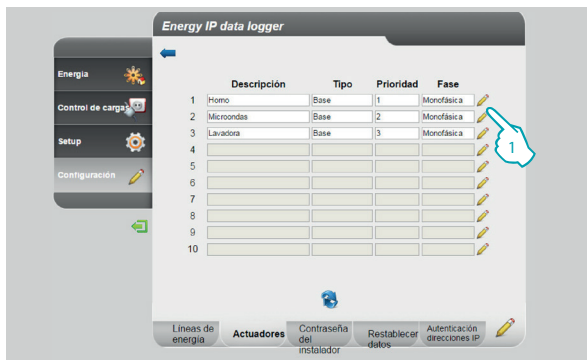 Energy IP data logger
Energia
Control de carga
Setup
Configuración
Descripción Tipo Prioridad Fase
1 Horno Base 1 Monofásica
2 Microondas Base 2 Monofásica
3 Lavadora Base 3 Monofásica
4
5
6
7
8
9
10
1
Líneas de energía
Actuadores
Contraseña del instalador
Restablecer datos
Autenticación direcciones IP